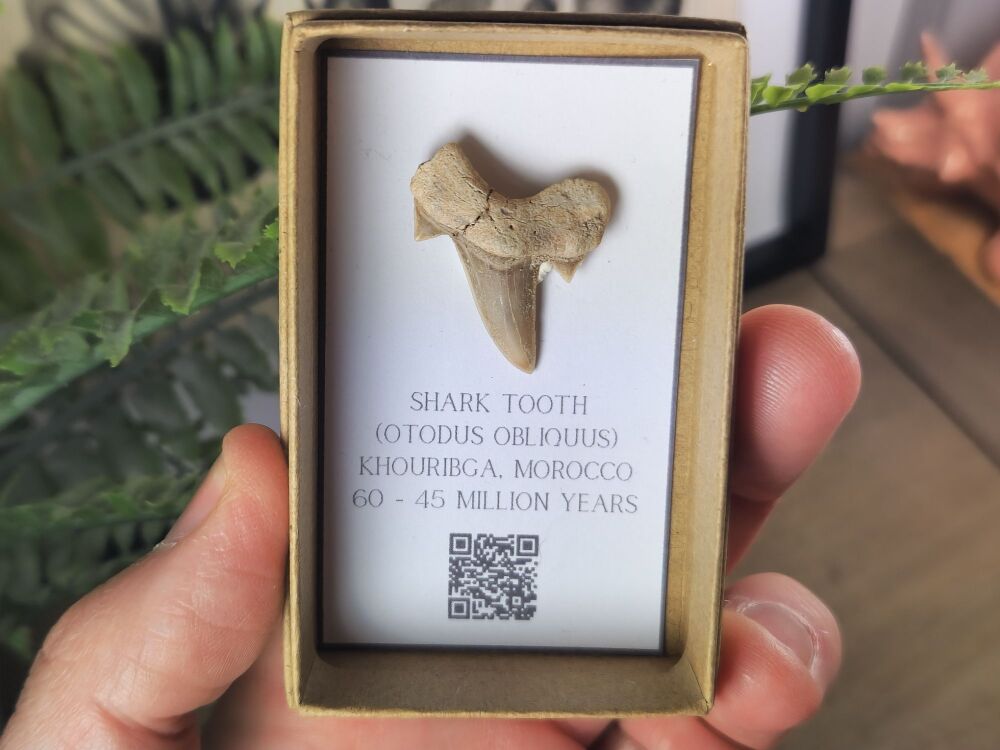 SHARK TOOTH
(OTODUS OBLIQUUS)
KHOURIBGA, MOROCCO
60 - 45 MILLION YEARS